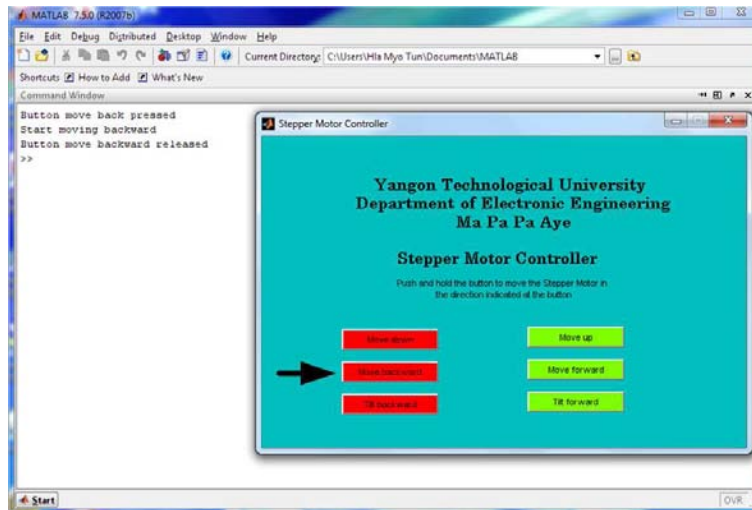 MATLAB 7.5.0 (R2007b)
File Edit Debug Distributed Desktop Window Help
Current Directory: C:\Users\Hla Myo Tun\Documents\MATLAB
Shortcuts How to Add What's New
Command Window
Button move back pressed
Start moving backward
Button move backward released
>>
Stepper Motor Controller
Yangon Technological University
Department of Electronic Engineering
Ma Pa Pa Aye
Stepper Motor Controller
Push and hold the button to move the Stepper Motor in
the direction indicated at the button
Move down
Move up
Move backward
Move forward
Tilt backward
Tilt forward
Start
OVR